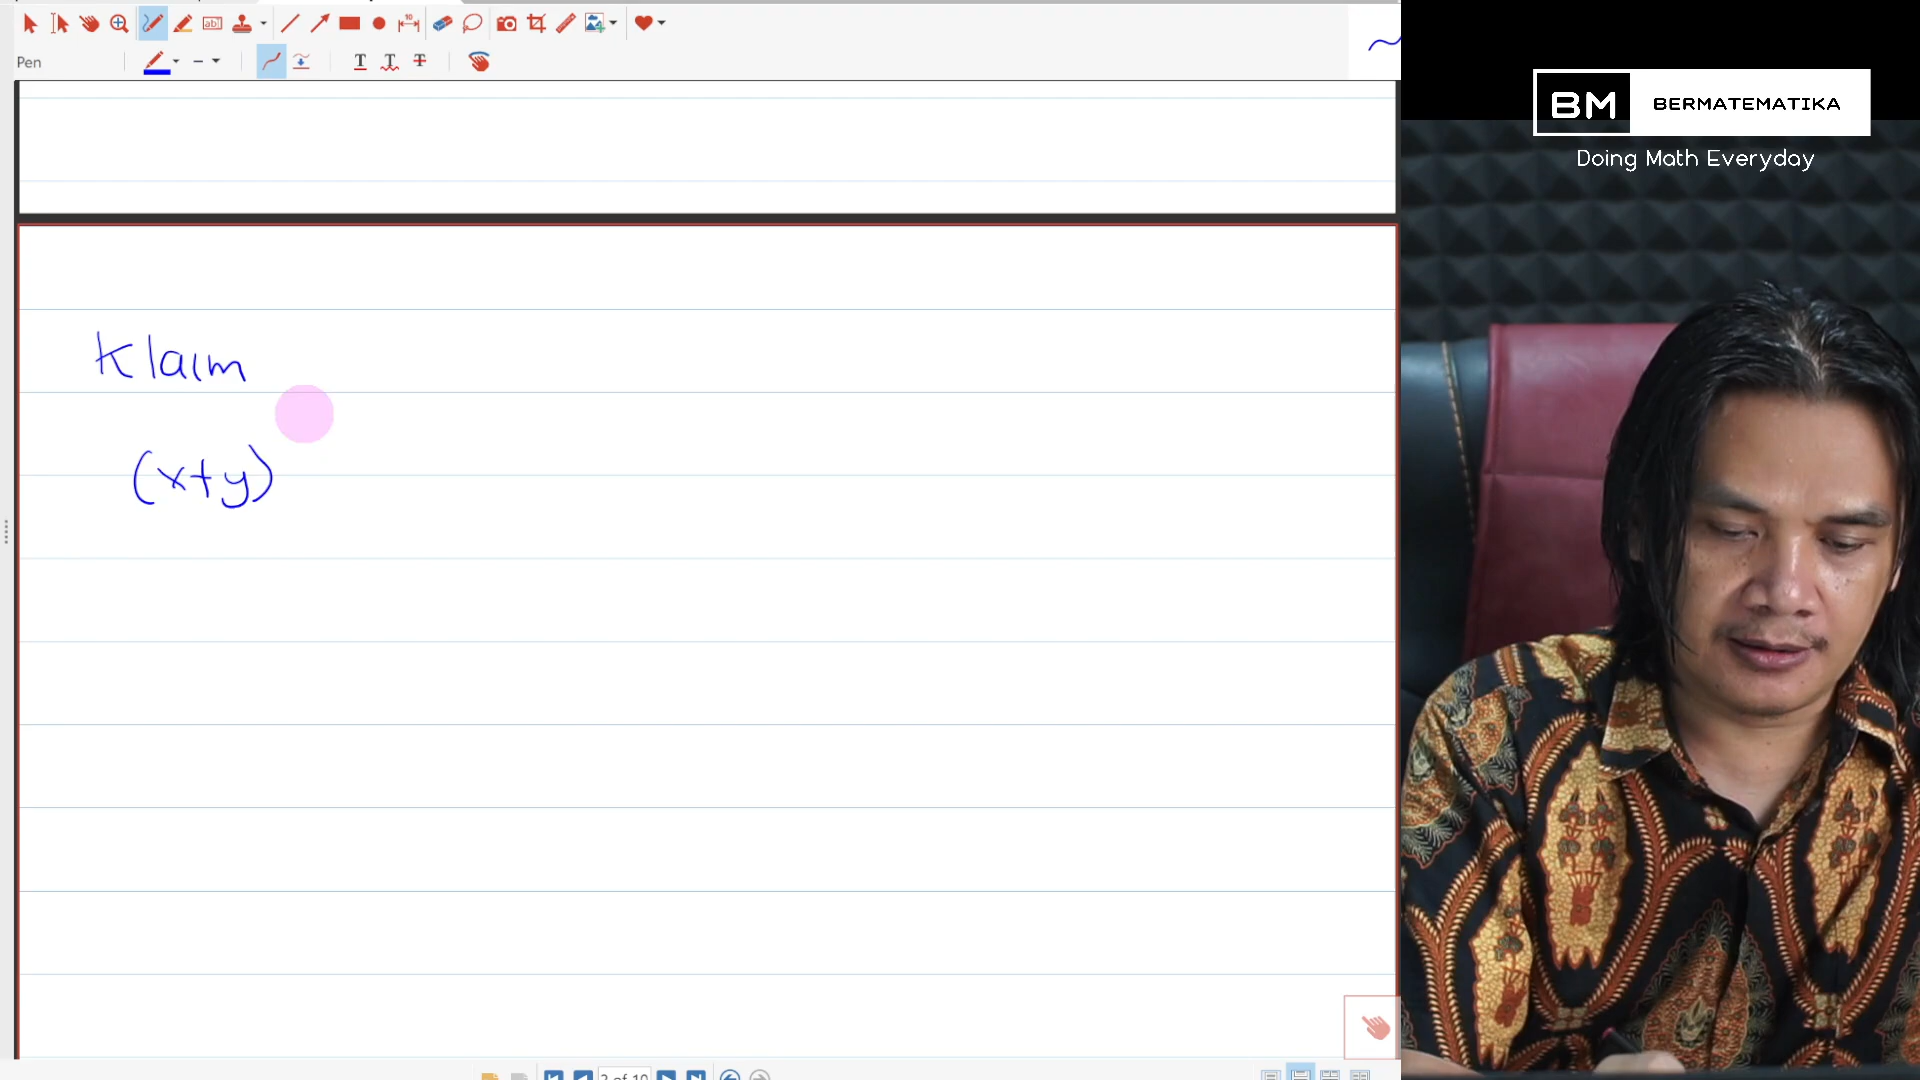 Pen
Klaim
(x+y)
BM BERMATEMATIKA
Doing Math Everyday